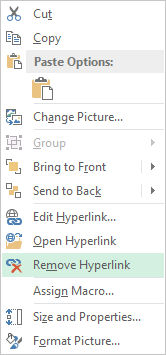 Cut
Copy
Paste Options:
Change Picture...
Group
Bring to Front
Send to Back
Edit Hyperlink...
Open Hyperlink
Remove Hyperlink
Assign Macro...
Size and Properties...
Format Picture...